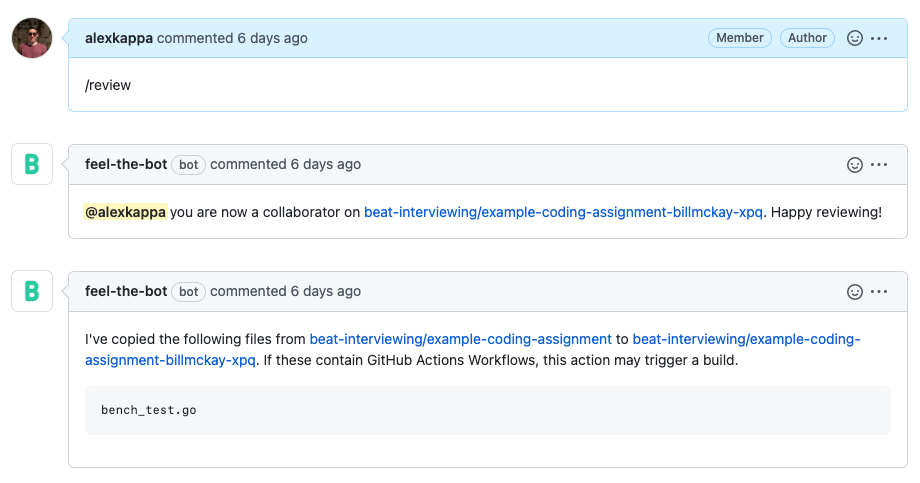 alexkappa commented 6 days ago Member Author
/review
B feel-the-bot bot commented 6 days ago
@alexkappa you are now a collaborator on beat-interviewing/example-coding-assignment-billmckay-xpq. Happy reviewing!
B feel-the-bot bot commented 6 days ago
I've copied the following files from beat-interviewing/example-coding-assignment to beat-interviewing/example-coding-
assignment-billmckay-xpq. If these contain GitHub Actions Workflows, this action may trigger a build.
bench_test.go